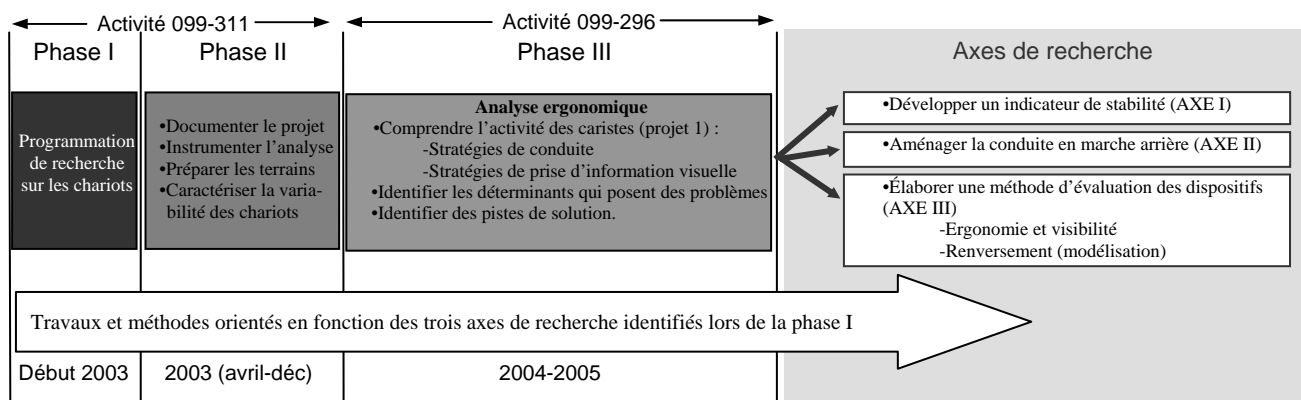 Activité 099-311
Activité 099-296
Phase I
Phase II
Phase III
Axes de recherche
Programmation
de recherche
sur les chariots
•Documenter le projet
•Instrumenter l'analyse
•Préparer les terrains
•Caractériser la varia-
bilité des chariots
Analyse ergonomique
•Comprendre l'activité des caristes (projet 1) :
-Stratégies de conduite
-Stratégies de prise d'information visuelle
•Identifier les déterminants qui posent des problèmes
•Identifier des pistes de solution.
•Développer un indicateur de stabilité (AXE I)
•Aménager la conduite en marche arrière (AXE II)
•Élaborer une méthode d'évaluation des dispositifs
(AXE III)
-Ergonomie et visibilité
-Renversement (modélisation)
Travaux et méthodes orientés en fonction des trois axes de recherche identifiés lors de la phase I
Début 2003
2003 (avril-déc)
2004-2005